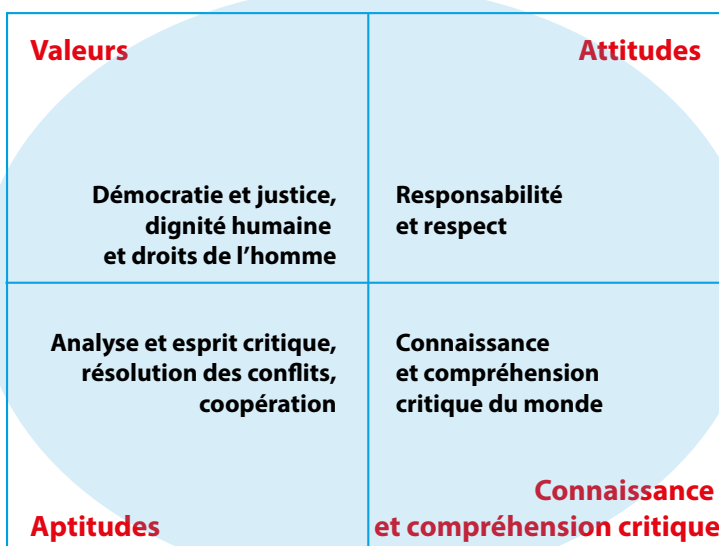 Valeurs
Attitudes
Démocratie et justice,
dignité humaine
et droits de l’homme
Responsabilité
et respect
Analyse et esprit critique,
résolution des conflits,
coopération
Connaissance
et compréhension
critique du monde
Aptitudes
Connaissance
et compréhension critique